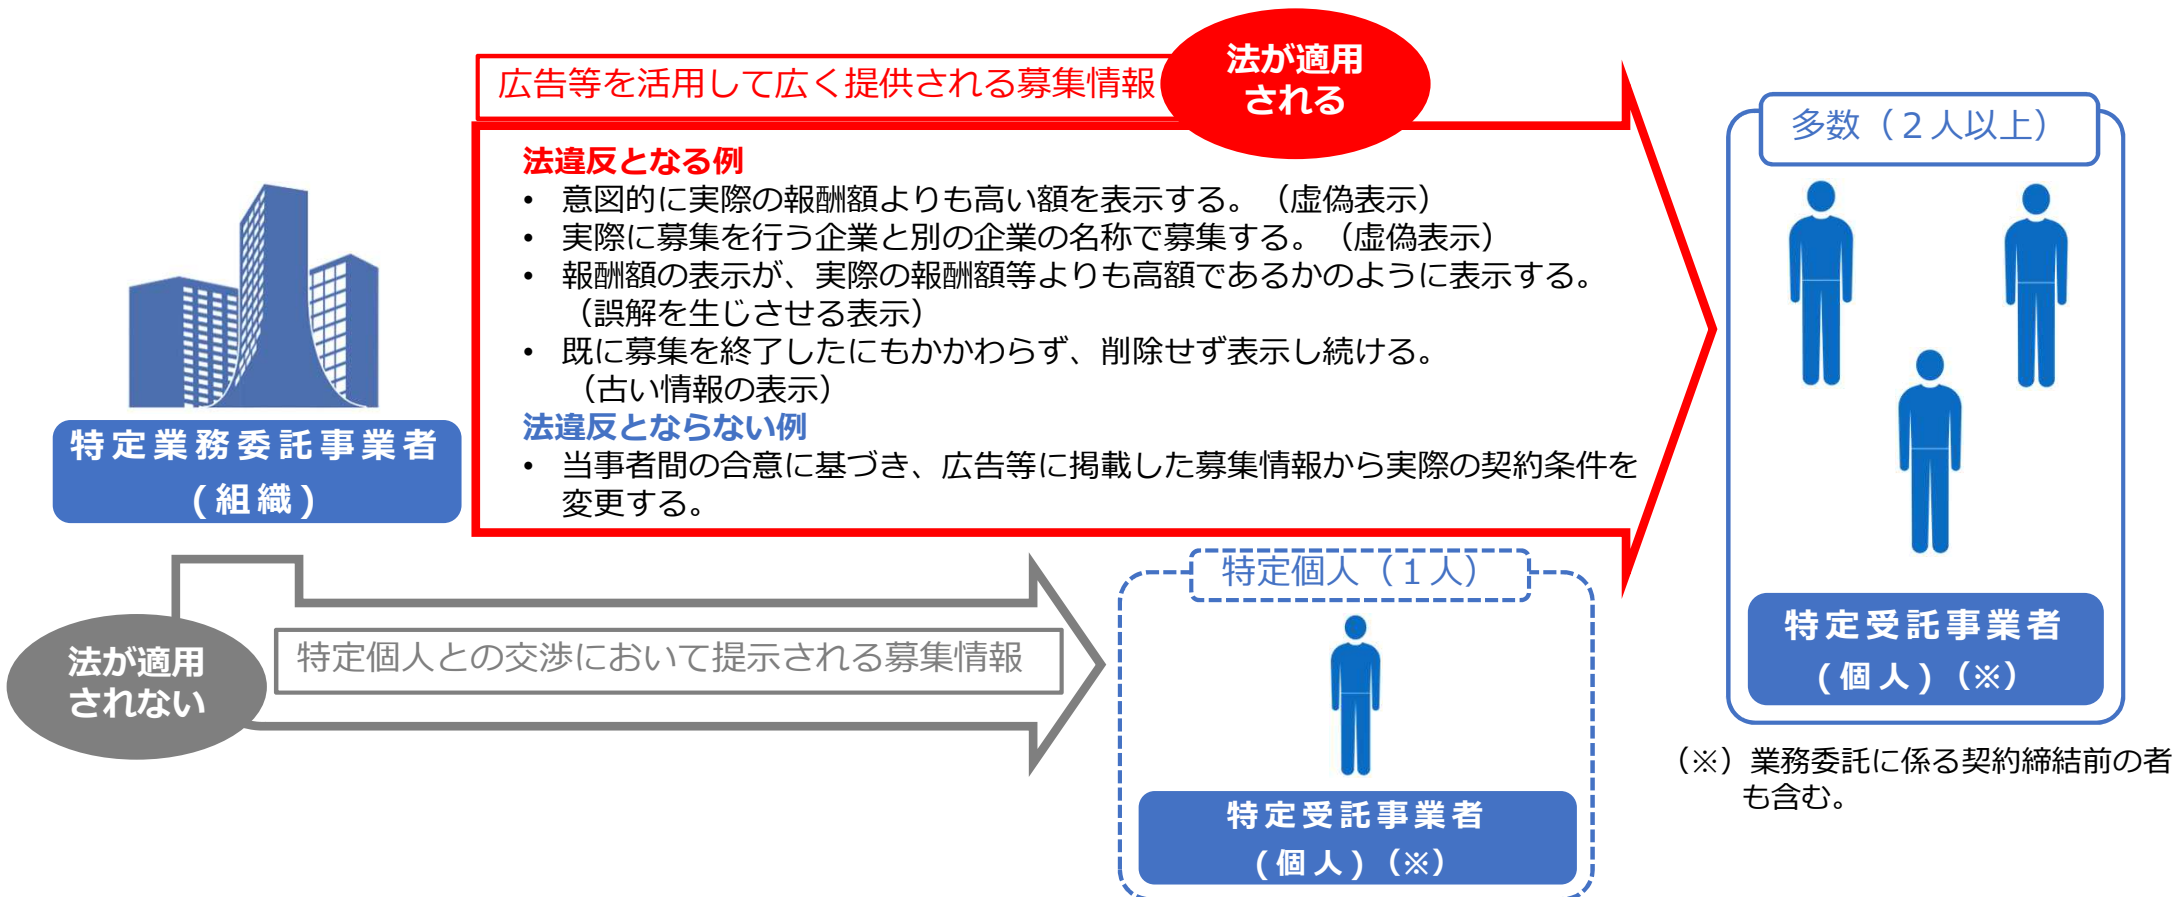 広告等を活用して広く提供される募集情報
法が適用
される
法違反となる例
• 意図的に実際の報酬額よりも高い額を表示する。（虚偽表示）
• 実際に募集を行う企業と別の企業の名称で募集する。（虚偽表示）
• 報酬額の表示が、実際の報酬額等よりも高額であるかのように表示する。
（誤解を生じさせる表示）
• 既に募集を終了したにもかかわらず、削除せず表示し続ける。
（古い情報の表示）
法違反とならない例
• 当事者間の合意に基づき、広告等に掲載した募集情報から実際の契約条件を
変更する。
特定業務委託事業者
(組織)
多数（２人以上）
特定受託事業者
(個人)（※）
（※）業務委託に係る契約締結前の者
も含む。
法が適用
されない
特定個人との交渉において提示される募集情報
特定個人（１人）
特定受託事業者
(個人)（※）